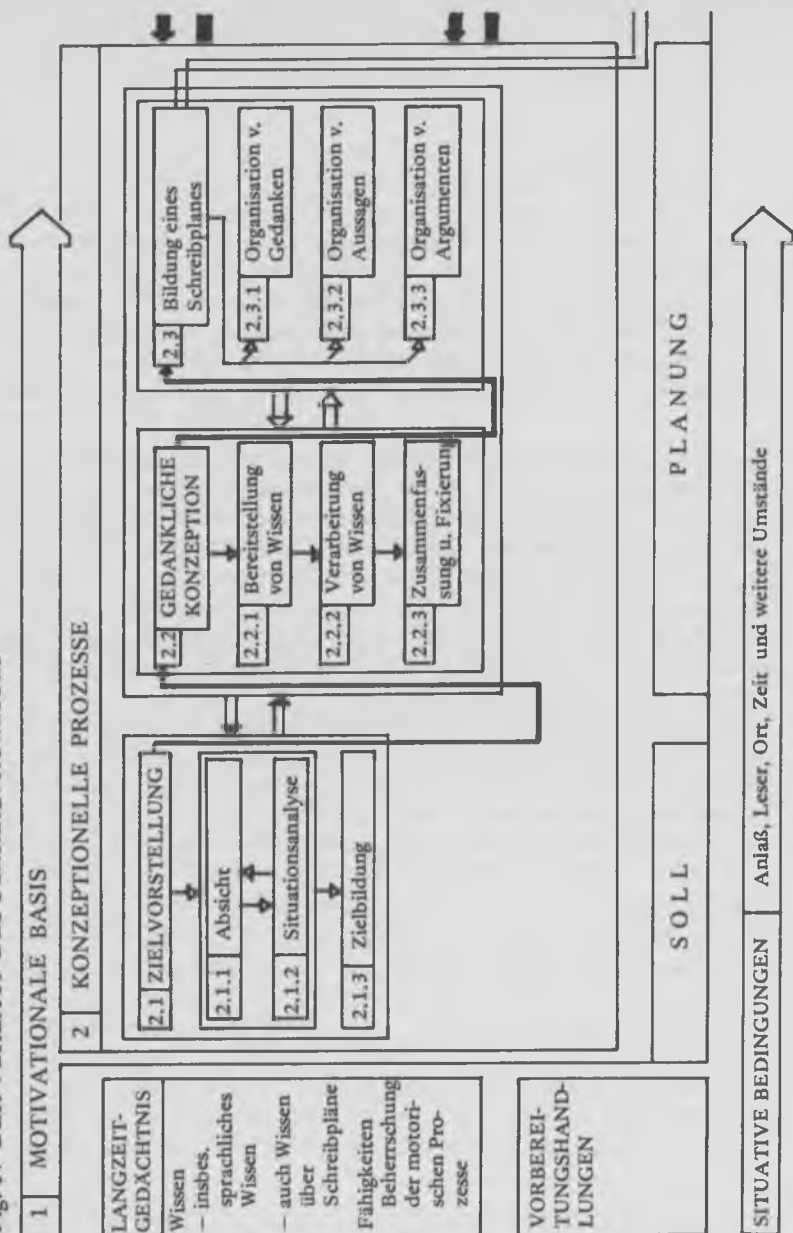 1 MOTIVATIONALE BASIS
2 KONZEPTIONELLE PROZESSE
LANGZEIT-
GEDÄCHTNIS
Wissen
— insbes.
sprachliches
Wissen
— auch Wissen
über
Schreibpläne
Fähigkeiten
Beherrschung
der motori-
schen Pro-
zesse
VORBEREI-
TUNGSHAND-
LUNGEN
2.1 ZIELVORSTELLUNG
2.1.1 Absicht
2.1.2 Situationsanalyse
2.1.3 Zielbildung
2.2 GEDANKLICHE
KONZEPTION
2.2.1 Bereitstellung
von Wissen
2.2.2 Verarbeitung
von Wissen
2.2.3 Zusammenfas-
sung u. Fixierung
2.3 Bildung eines
Schreibplanes
2.3.1 Organisation v.
Gedanken
2.3.2 Organisation v.
Aussagen
2.3.3 Organisation v.
Argumenten
SOLL
PLANUNG
SITUATIVE BEDINGUNGEN Anlaß, Leser, Ort, Zeit und weitere Umstände